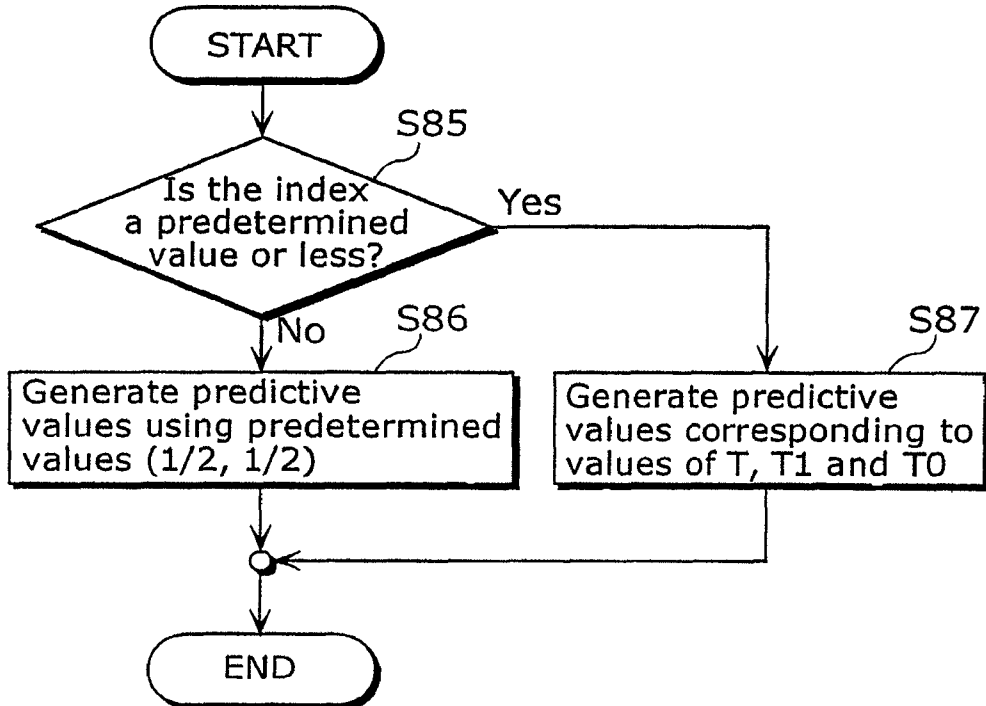 START
S85
Is the index
a predetermined
value or less?
Yes
No
S86
Generate predictive
values using predetermined
values (1/2, 1/2)
S87
Generate predictive
values corresponding to
values of T, T1 and T0
END